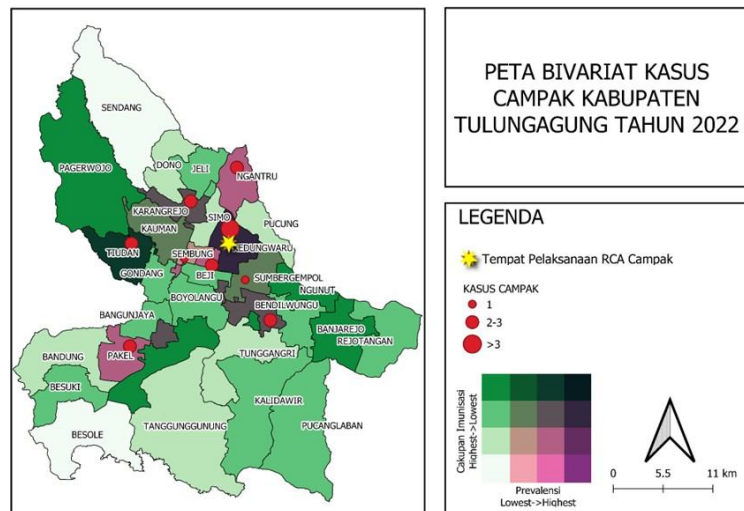 PETA BIVARIAT KASUS
CAMPAK KABUPATEN
TULUNGAGUNG TAHUN 2022
SENDANG
PAGERWOJO
DONO
JELI
NGANTRU
KARANGREJO
SIMO
KAUMAN
PUCUNG
TIUDAN
KEDUNGWARU
SEMBUNG
GONDANG
BEJI
SUMBERGEMPOL
NGUNUT
BOYOLANGU
BANGUNJAYA
BENDILWUNGU
BANJAREJO
REJOTANGAN
BANDUNG
PAKEL
TUNGGANGRI
BESUKI
KALIDAWIR
BESOLE
TANGGUNGGUNUNG
PUCANGLABAN
LEGENDA
Tempat Pelaksanaan RCA Campak
KASUS CAMPAK
1
2-3
>3
Cakupan Imunisasi
Highest->Lowest
Prevalensi
Lowest->Highest
0 5.5 11 km